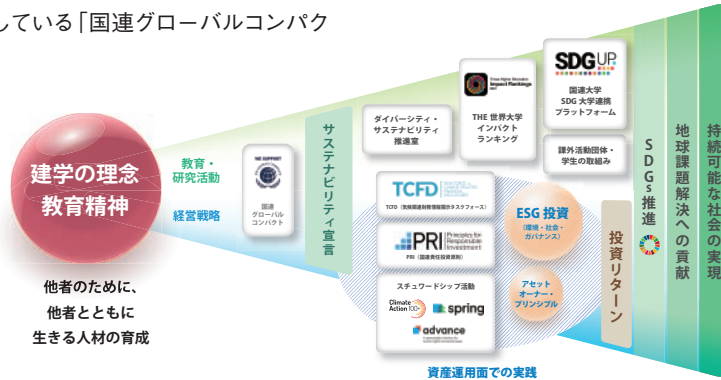 している「国連グローバルコンパク
建学の理念
教育精神
他者のために、
他者とともに
生きる人材の育成
教育・
研究活動
経営戦略
WE SUPPORT
国連
グローバル
コンパクト
サステナビリティ宣言
ダイバーシティ・
サステナビリティ
推進室
Times Higher Education
Impact Rankings
THE 世界大学
インパクト
ランキング
SDG UP
国連大学
SDG 大学連携
プラットフォーム
課外活動団体・
学生の取組み
TCFD
TASK FORCE ON
CLIMATE-RELATED
FINANCIAL
DISCLOSURES
TCFD（気候関連財務情報開示タスクフォース）
PRI Principles for
Responsible
Investment
PRI（国連責任投資原則）
スチュワードシップ活動
Climate
Action 100+
spring
advance
ESG 投資
（環境・社会・
ガバナンス）
アセット
オーナー・
プリンシプル
資産運用面での実践
投資リターン
SDGs推進
地球課題解決への貢献
持続可能な社会の実現